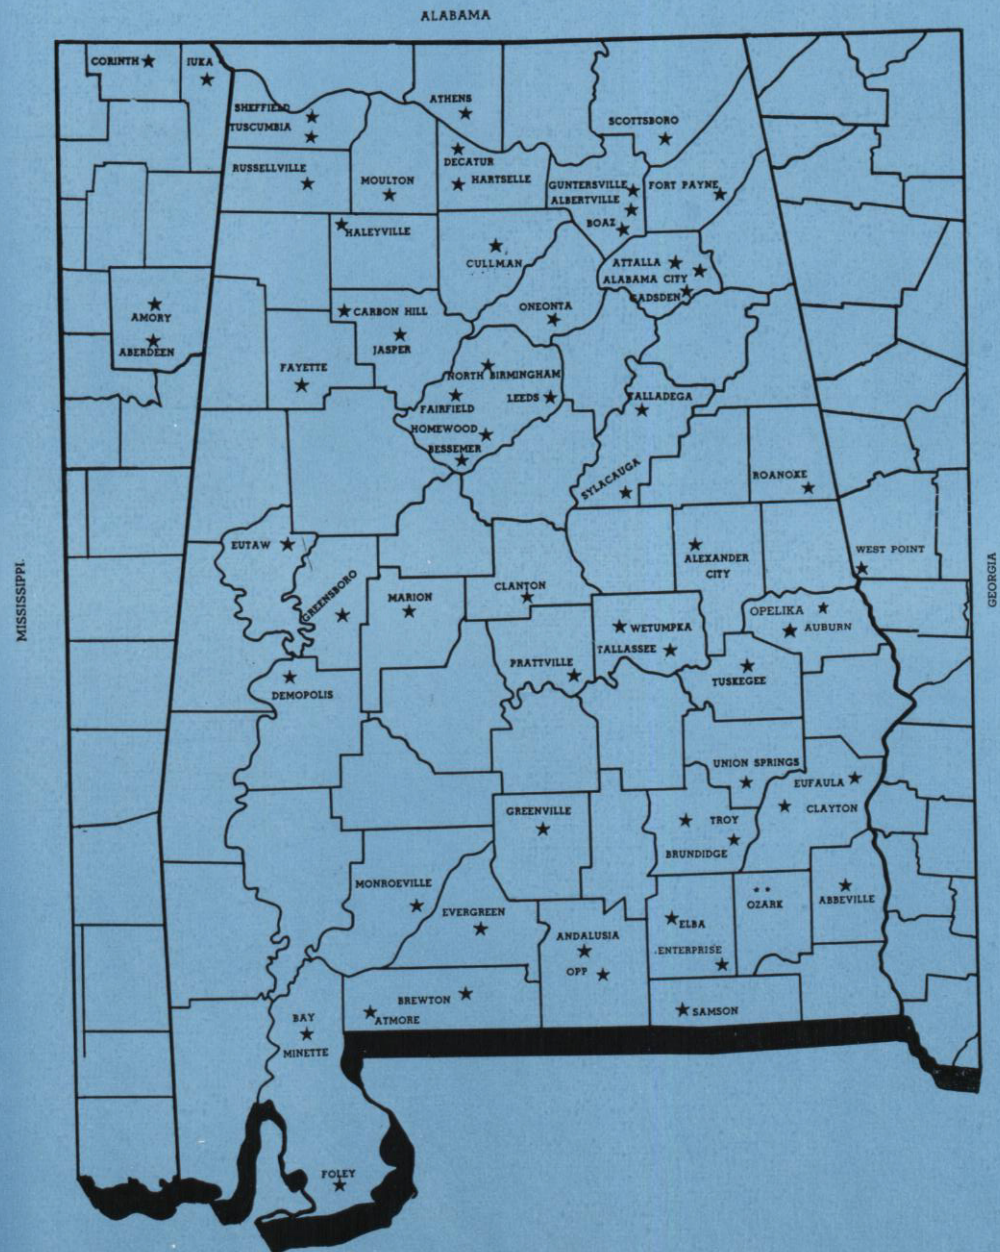 ALABAMA
CORINTH
IUKA
SHEFFIELD
TUSCUMBIA
ATHENS
SCOTTSBORO
DECATUR
RUSSELLVILLE
MOULTON
HARTSELLE
GUNTERSVILLE
ALBERTVILLE
FORT PAYNE
BOAZ
HALEYVILLE
CULLMAN
ATTALLA
ALABAMA CITY
GADSDEN
AMORY
ABERDEEN
CARBON HILL
ONEONTA
JASPER
FAYETTE
NORTH BIRMINGHAM
LEEDS
FAIRFIELD
HOMEWOOD
BESSEMER
TALLADEGA
SYLACAUGA
ROANOKE
EUTAW
GREENSBORO
MARION
CLANTON
ALEXANDER
CITY
WEST POINT
MISSISSIPPI
GEORGIA
OPELIKA
AUBURN
WETUMPKA
TALLASSEE
PRATTVILLE
TUSKEGEE
DEMOPOLIS
UNION SPRINGS
EUFAULA
CLAYTON
GREENVILLE
TROY
BRUNDIDGE
MONROEVILLE
EVERGREEN
OZARK
ABBEVILLE
ELBA
ANDALUSIA
ENTERPRISE
OPP
BREWTON
ATMORE
SAMSON
BAY
MINETTE
FOLEY